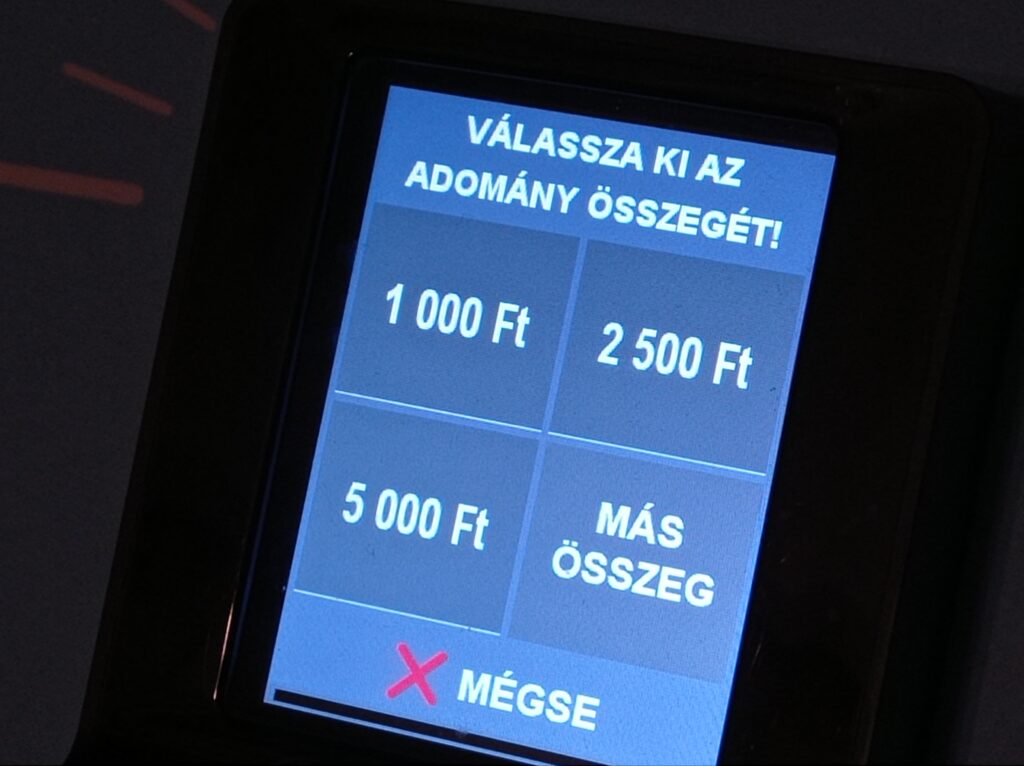 VÁLASSZA KI AZ
ADOMÁNY ÖSSZEGÉT!
1 000 Ft
2 500 Ft
5 000 Ft
MÁS
ÖSSZEG
MÉGSE